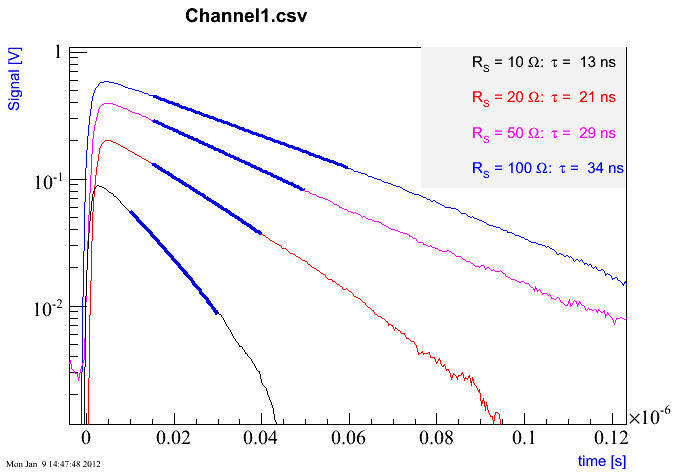 Channel1.csv
Signal [V]
1
10⁻¹
10⁻²
R_S = 10 Ω: τ = 13 ns
R_S = 20 Ω: τ = 21 ns
R_S = 50 Ω: τ = 29 ns
R_S = 100 Ω: τ = 34 ns
0 0.02 0.04 0.06 0.08 0.1 0.12
×10⁻⁶
time [s]
Mon Jan 9 14:47:48 2012